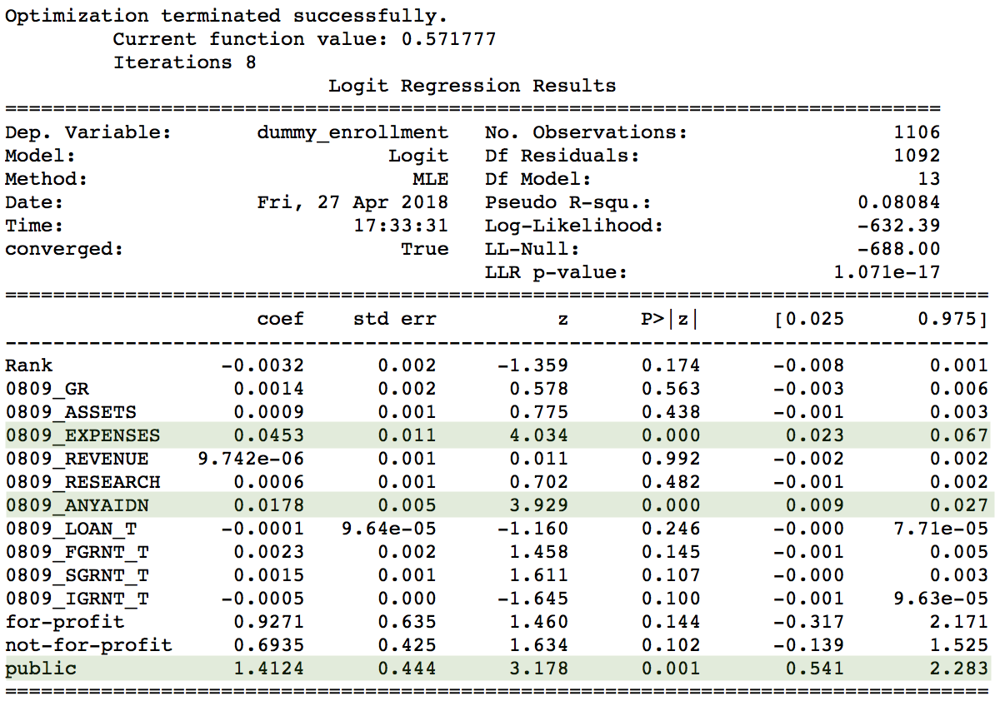 Optimization terminated successfully.
         Current function value: 0.571777
         Iterations 8
                           Logit Regression Results
==============================================================================
Dep. Variable:       dummy_enrollment   No. Observations:                 1106
Model:                          Logit   Df Residuals:                     1092
Method:                           MLE   Df Model:                           13
Date:                Fri, 27 Apr 2018   Pseudo R-squ.:                 0.08084
Time:                        17:33:31   Log-Likelihood:                -632.39
converged:                       True   LL-Null:                       -688.00
                                        LLR p-value:                 1.071e-17
==================================================================================
                     coef    std err          z      P>|z|      [0.025      0.975]
----------------------------------------------------------------------------------
Rank              -0.0032      0.002     -1.359      0.174      -0.008       0.001
0809_GR            0.0014      0.002      0.578      0.563      -0.003       0.006
0809_ASSETS        0.0009      0.001      0.775      0.438      -0.001       0.003
0809_EXPENSES      0.0453      0.011      4.034      0.000       0.023       0.067
0809_REVENUE    9.742e-06      0.001      0.011      0.992      -0.002       0.002
0809_RESEARCH      0.0006      0.001      0.702      0.482      -0.001       0.002
0809_ANYAIDN       0.0178      0.005      3.929      0.000       0.009       0.027
0809_LOAN_T       -0.0001   9.64e-05     -1.160      0.246      -0.000    7.71e-05
0809_FGRNT_T       0.0023      0.002      1.458      0.145      -0.001       0.005
0809_SGRNT_T       0.0015      0.001      1.611      0.107      -0.000       0.003
0809_IGRNT_T      -0.0005      0.000     -1.645      0.100      -0.001    9.63e-05
for-profit         0.9271      0.635      1.460      0.144      -0.317       2.171
not-for-profit     0.6935      0.425      1.634      0.102      -0.139       1.525
public             1.4124      0.444      3.178      0.001       0.541       2.283
==================================================================================